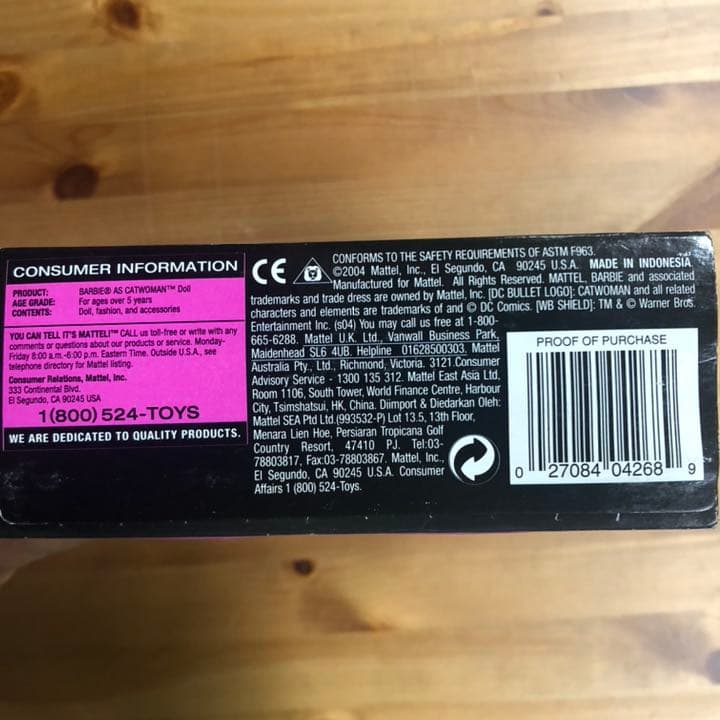 CONSUMER INFORMATION
PRODUCT: BARBIE® AS CATWOMAN™ Doll
AGE GRADE: For ages over 5 years
CONTENTS: Doll, fashion, and accessories
YOU CAN TELL IT'S MATTEL!™ CALL us toll-free or write with any
comments or questions about our products or service. Monday-
Friday 8:00 a.m.-6:00 p.m. Eastern Time. Outside U.S.A., see
telephone directory for Mattel listing.
Consumer Relations, Mattel, Inc.
333 Continental Blvd.
El Segundo, CA 90245 USA
1(800) 524-TOYS
WE ARE DEDICATED TO QUALITY PRODUCTS.
CE
CONFORMS TO THE SAFETY REQUIREMENTS OF ASTM F963.
©2004 Mattel, Inc., El Segundo, CA 90245 U.S.A. MADE IN INDONESIA
Manufactured for Mattel. All Rights Reserved. MATTEL, BARBIE and associated
trademarks and trade dress are owned by Mattel, Inc. [DC BULLET LOGO]: CATWOMAN and all related
characters and elements are trademarks of and © DC Comics. [WB SHIELD]: TM & © Warner Bros.
Entertainment Inc. (s04) You may call us free at 1-800-
665-6288. Mattel U.K. Ltd., Vanwall Business Park,
Maidenhead SL6 4UB. Helpline 01628500303. Mattel
Australia Pty., Ltd., Richmond, Victoria. 3121.Consumer
Advisory Service - 1300 135 312. Mattel East Asia Ltd,
Room 1106, South Tower, World Finance Centre, Harbour
City, Tsimshatsui, HK, China. Diimport & Diedarkan Oleh:
Mattel SEA Ptd Ltd.(993532-P) Lot 13.5, 13th Floor,
Menara Lien Hoe, Persiaran Tropicana Golf
Country Resort, 47410 PJ. Tel:03-
78803817, Fax:03-78803867. Mattel, Inc.,
El Segundo, CA 90245 U.S.A. Consumer
Affairs 1 (800) 524-Toys.
PROOF OF PURCHASE
0 27084 04268 9